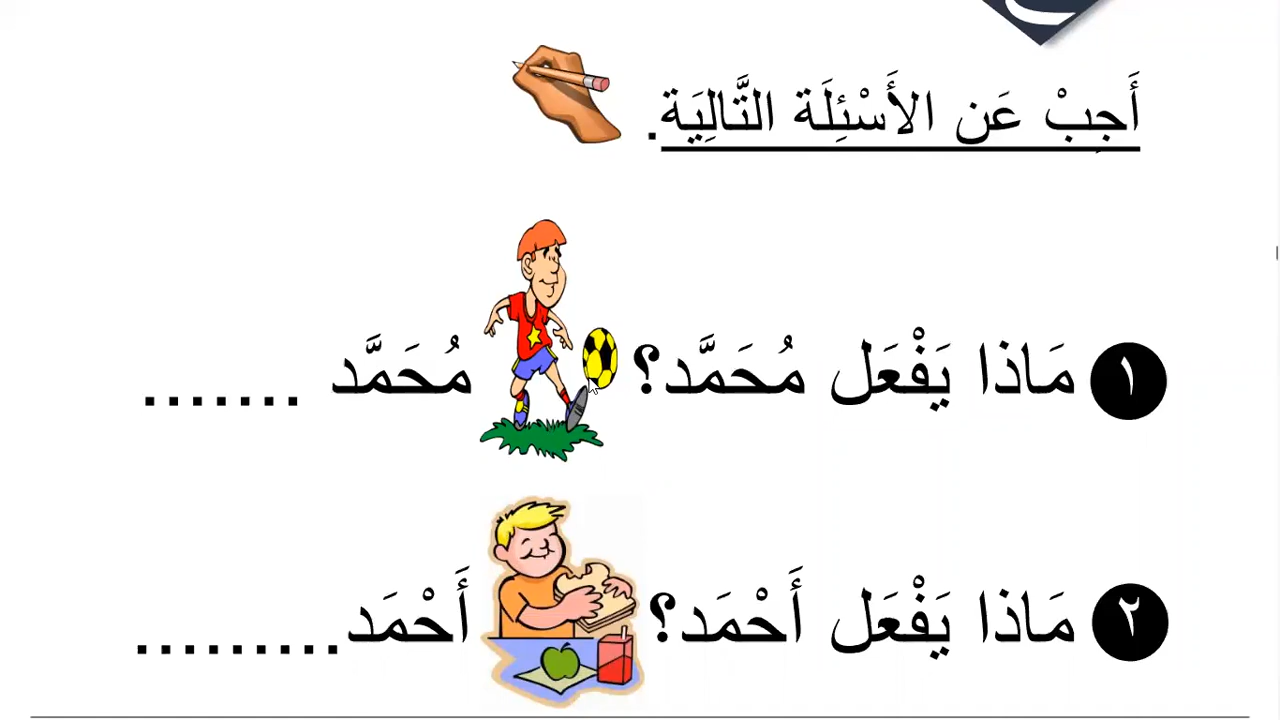 أَجِبْ عَن الأَسْئِلَة التَّالِيَة.
١ مَاذا يَفْعَل مُحَمَّد؟ مُحَمَّد .......
٢ مَاذا يَفْعَل أَحْمَد؟ أَحْمَد.........